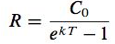 R = C₀ / (e^{kT} − 1)